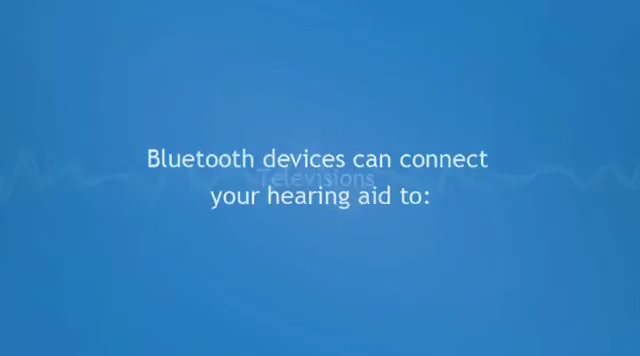 Bluetooth devices can connect
Televisions
your hearing aid to: